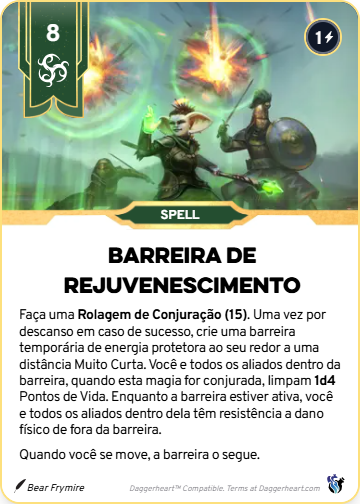 8
1
SPELL
BARREIRA DE
REJUVENESCIMENTO
Faça uma Rolagem de Conjuração (15). Uma vez por
descanso em caso de sucesso, crie uma barreira
temporária de energia protetora ao seu redor a uma
distância Muito Curta. Você e todos os aliados dentro da
barreira, quando esta magia for conjurada, limpam 1d4
Pontos de Vida. Enquanto a barreira estiver ativa, você
e todos os aliados dentro dela têm resistência a dano
físico de fora da barreira.
Quando você se move, a barreira o segue.
Bear Frymire
Daggerheart™ Compatible. Terms at Daggerheart.com